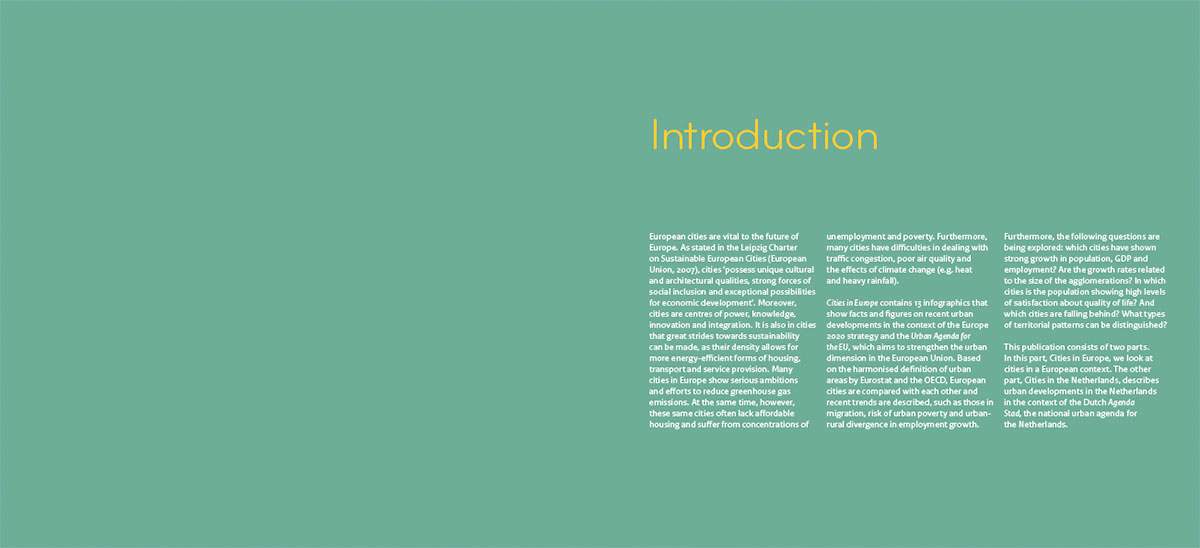 Introduction
European cities are vital to the future of
Europe. As stated in the Leipzig Charter
on Sustainable European Cities (European
Union, 2007), cities ‘possess unique cultural
and architectural qualities, strong forces of
social inclusion and exceptional possibilities
for economic development’. Moreover,
cities are centres of power, knowledge,
innovation and integration. It is also in cities
that great strides towards sustainability
can be made, as their density allows for
more energy-efficient forms of housing,
transport and service provision. Many
cities in Europe show serious ambitions
and efforts to reduce greenhouse gas
emissions. At the same time, however,
these same cities often lack affordable
housing and suffer from concentrations of
unemployment and poverty. Furthermore,
many cities have difficulties in dealing with
traffic congestion, poor air quality and
the effects of climate change (e.g. heat
and heavy rainfall).
Cities in Europe contains 13 infographics that
show facts and figures on recent urban
developments in the context of the Europe
2020 strategy and the Urban Agenda for
the EU, which aims to strengthen the urban
dimension in the European Union. Based
on the harmonised definition of urban
areas by Eurostat and the OECD, European
cities are compared with each other and
recent trends are described, such as those in
migration, risk of urban poverty and urban-
rural divergence in employment growth.
Furthermore, the following questions are
being explored: which cities have shown
strong growth in population, GDP and
employment? Are the growth rates related
to the size of the agglomerations? In which
cities is the population showing high levels
of satisfaction about quality of life? And
which cities are falling behind? What types
of territorial patterns can be distinguished?
This publication consists of two parts.
In this part, Cities in Europe, we look at
cities in a European context. The other
part, Cities in the Netherlands, describes
urban developments in the Netherlands
in the context of the Dutch Agenda
Stad, the national urban agenda for
the Netherlands.